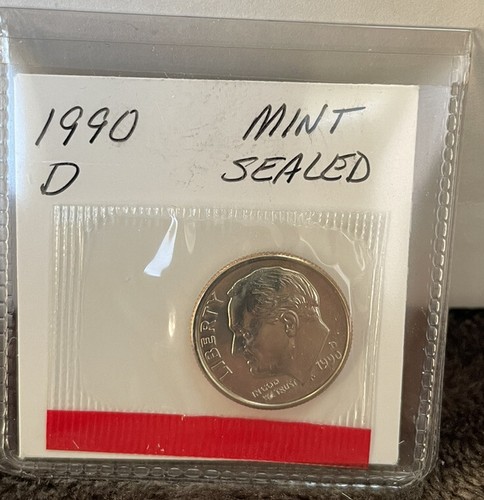 1990 MINT
D SEALED
LIBERTY
IN GOD
WE TRUST
1990
D